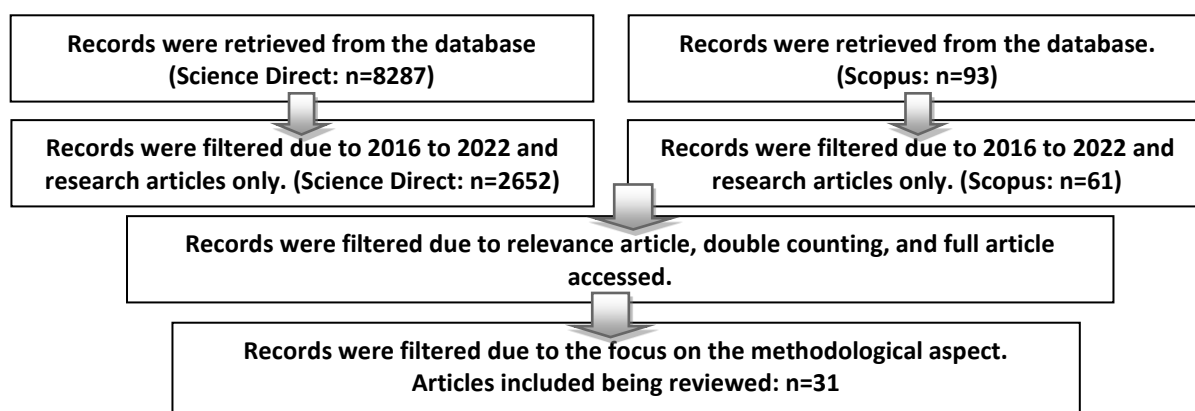 Records were retrieved from the database
(Science Direct: n=8287)
Records were retrieved from the database.
(Scopus: n=93)
Records were filtered due to 2016 to 2022 and
research articles only. (Science Direct: n=2652)
Records were filtered due to 2016 to 2022 and
research articles only. (Scopus: n=61)
Records were filtered due to relevance article, double counting, and full article
accessed.
Records were filtered due to the focus on the methodological aspect.
Articles included being reviewed: n=31